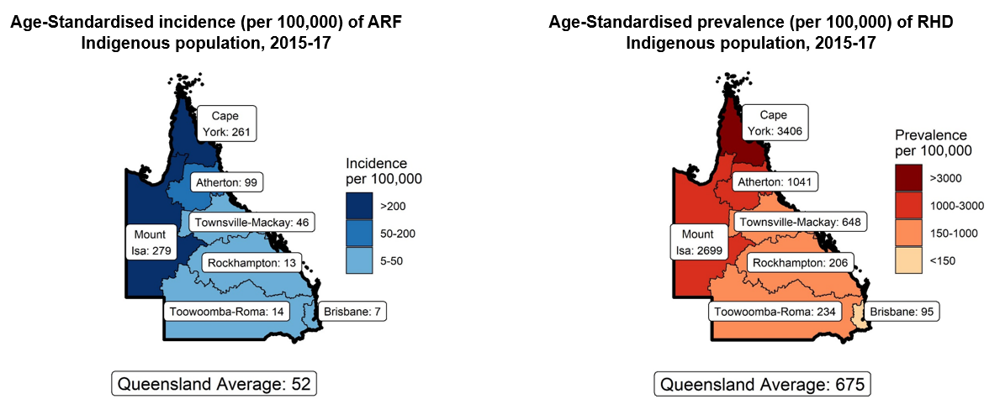 Age-Standardised incidence (per 100,000) of ARF
Indigenous population, 2015-17
Cape
York: 261
Atherton: 99
Townsville-Mackay: 46
Mount
Isa: 279
Rockhampton: 13
Toowoomba-Roma: 14
Brisbane: 7
Incidence
per 100,000
>200
50-200
5-50
Queensland Average: 52
Age-Standardised prevalence (per 100,000) of RHD
Indigenous population, 2015-17
Cape
York: 3406
Atherton: 1041
Townsville-Mackay: 648
Mount
Isa: 2699
Rockhampton: 206
Toowoomba-Roma: 234
Brisbane: 95
Prevalence
per 100,000
>3000
1000-3000
150-1000
<150
Queensland Average: 675